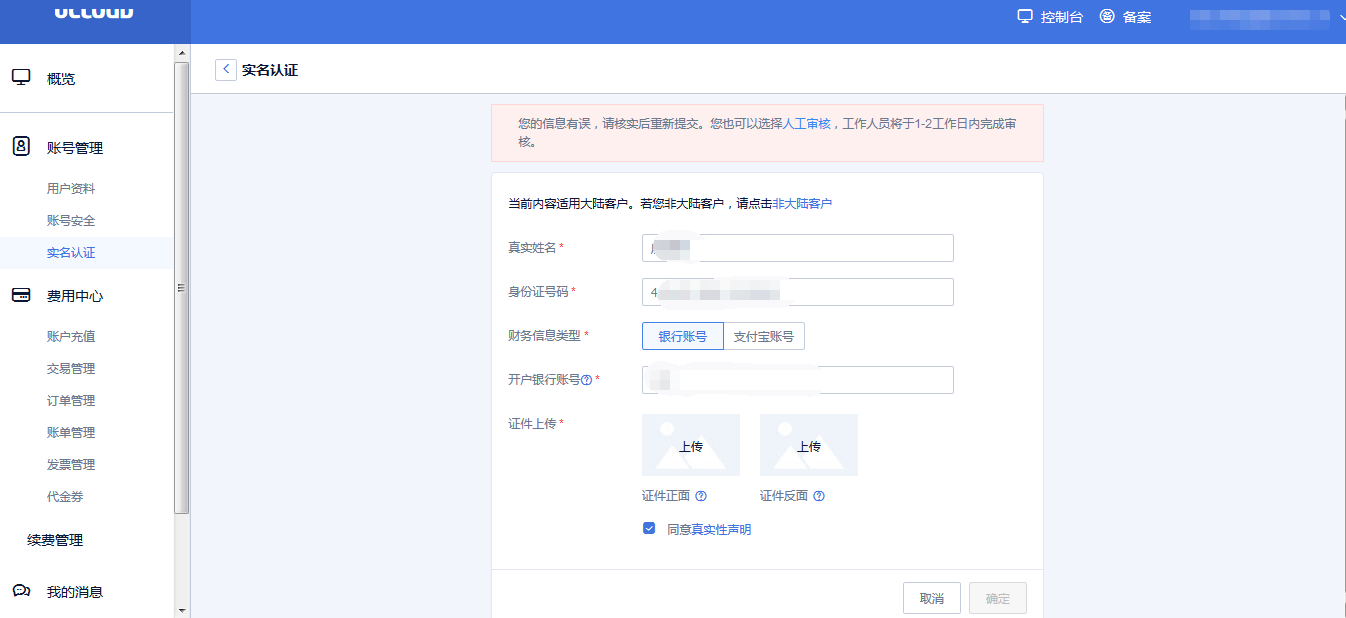 UCLOUD
控制台
备案
概览
账号管理
用户资料
账号安全
实名认证
费用中心
账户充值
交易管理
订单管理
账单管理
发票管理
代金券
续费管理
我的消息
实名认证
您的信息有误，请核实后重新提交。您也可以选择人工审核，工作人员将于1-2工作日内完成审
核。
当前内容适用大陆客户。若您非大陆客户，请点击非大陆客户
真实姓名*
身份证号码*
4
财务信息类型*
银行账号
支付宝账号
开户银行账号*
证件上传*
上传
上传
证件正面
证件反面
同意真实性声明
取消
确定